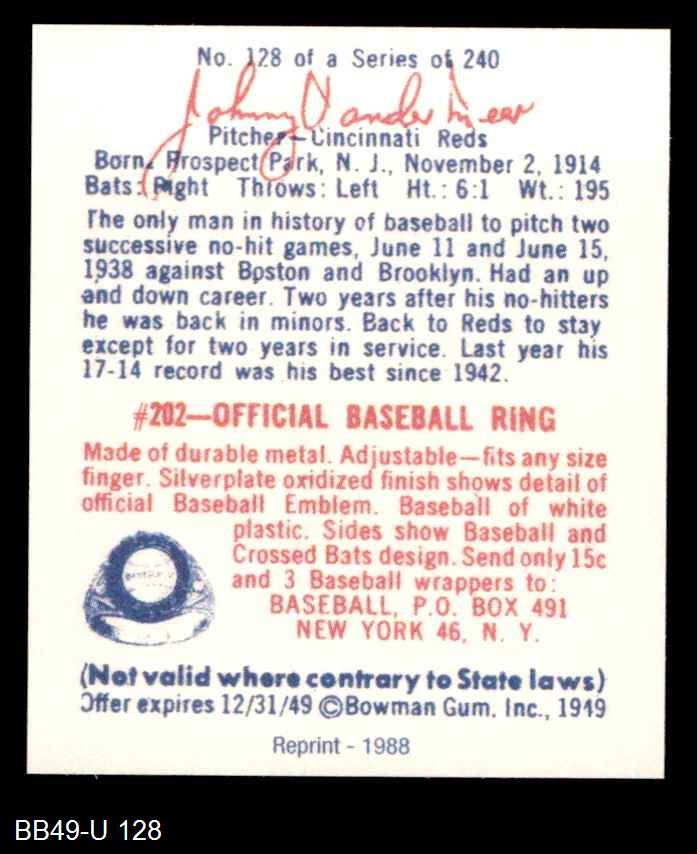 No. 128 of a Series of 240
Johnny Vander Meer
Pitcher—Cincinnati Reds
Born, Prospect Park, N. J., November 2, 1914
Bats: Right Throws: Left Ht.: 6:1 Wt.: 195
The only man in history of baseball to pitch two
successive no-hit games, June 11 and June 15,
1938 against Boston and Brooklyn. Had an up
and down career. Two years after his no-hitters
he was back in minors. Back to Reds to stay
except for two years in service. Last year his
17-14 record was his best since 1942.
#202—OFFICIAL BASEBALL RING
Made of durable metal. Adjustable—fits any size
finger. Silverplate oxidized finish shows detail of
official Baseball Emblem. Baseball of white
plastic. Sides show Baseball and
Crossed Bats design. Send only 15c
and 3 Baseball wrappers to:
BASEBALL, P.O. BOX 491
NEW YORK 46, N. Y.
(Not valid where contrary to State laws)
Offer expires 12/31/49 ©Bowman Gum, Inc., 1949
Reprint - 1988
BB49-U 128